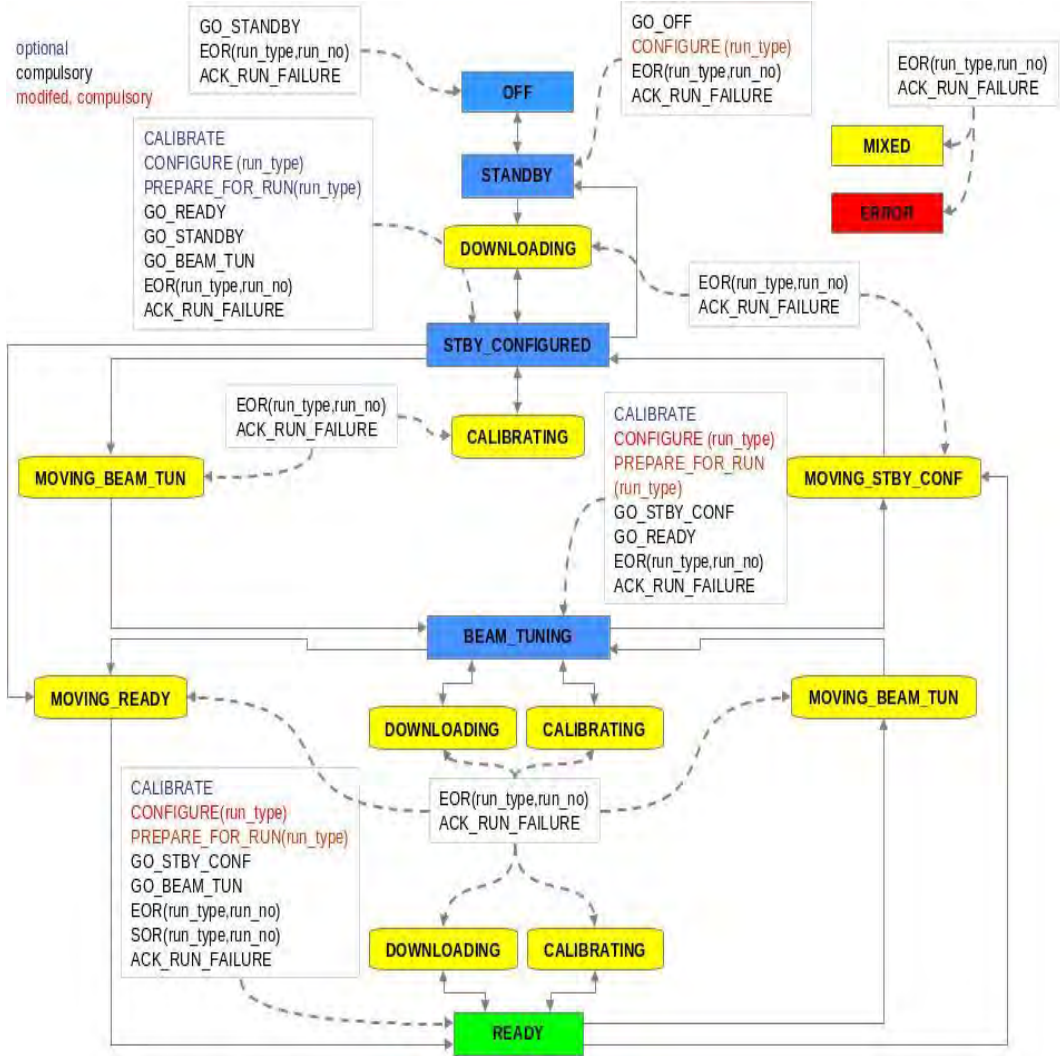 optional
compulsory
modifed, compulsory
GO_STANDBY
EOR(run_type,run_no)
ACK_RUN_FAILURE
OFF
GO_OFF
CONFIGURE (run_type)
EOR(run_type,run_no)
ACK_RUN_FAILURE
EOR(run_type,run_no)
ACK_RUN_FAILURE
MIXED
ERROR
STANDBY
CALIBRATE
CONFIGURE (run_type)
PREPARE_FOR_RUN(run_type)
GO_READY
GO_STANDBY
GO_BEAM_TUN
EOR(run_type,run_no)
ACK_RUN_FAILURE
DOWNLOADING
EOR(run_type,run_no)
ACK_RUN_FAILURE
STBY_CONFIGURED
EOR(run_type,run_no)
ACK_RUN_FAILURE
CALIBRATING
CALIBRATE
CONFIGURE (run_type)
PREPARE_FOR_RUN
(run_type)
GO_STBY_CONF
GO_READY
EOR(run_type,run_no)
ACK_RUN_FAILURE
MOVING_BEAM_TUN
MOVING_STBY_CONF
BEAM_TUNING
MOVING_READY
MOVING_BEAM_TUN
DOWNLOADING
CALIBRATING
EOR(run_type,run_no)
ACK_RUN_FAILURE
CALIBRATE
CONFIGURE(run_type)
PREPARE_FOR_RUN(run_type)
GO_STBY_CONF
GO_BEAM_TUN
EOR(run_type,run_no)
SOR(run_type,run_no)
ACK_RUN_FAILURE
DOWNLOADING
CALIBRATING
READY